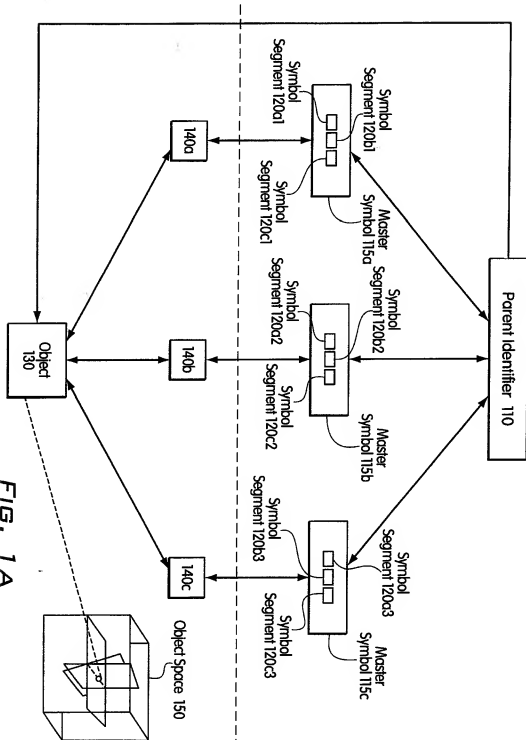 Parent Identifier 110
Symbol
Segment 120b1
Symbol
Segment 120a1
Symbol
Segment 120c1
Master
Symbol 115a
Symbol
Segment 120b2
Symbol
Segment 120a2
Symbol
Segment 120c2
Master
Symbol 115b
Symbol
Segment 120a3
Symbol
Segment 120b3
Symbol
Segment 120c3
Master
Symbol 115c
140a
140b
140c
Object
130
Object Space 150
FIG. 1A